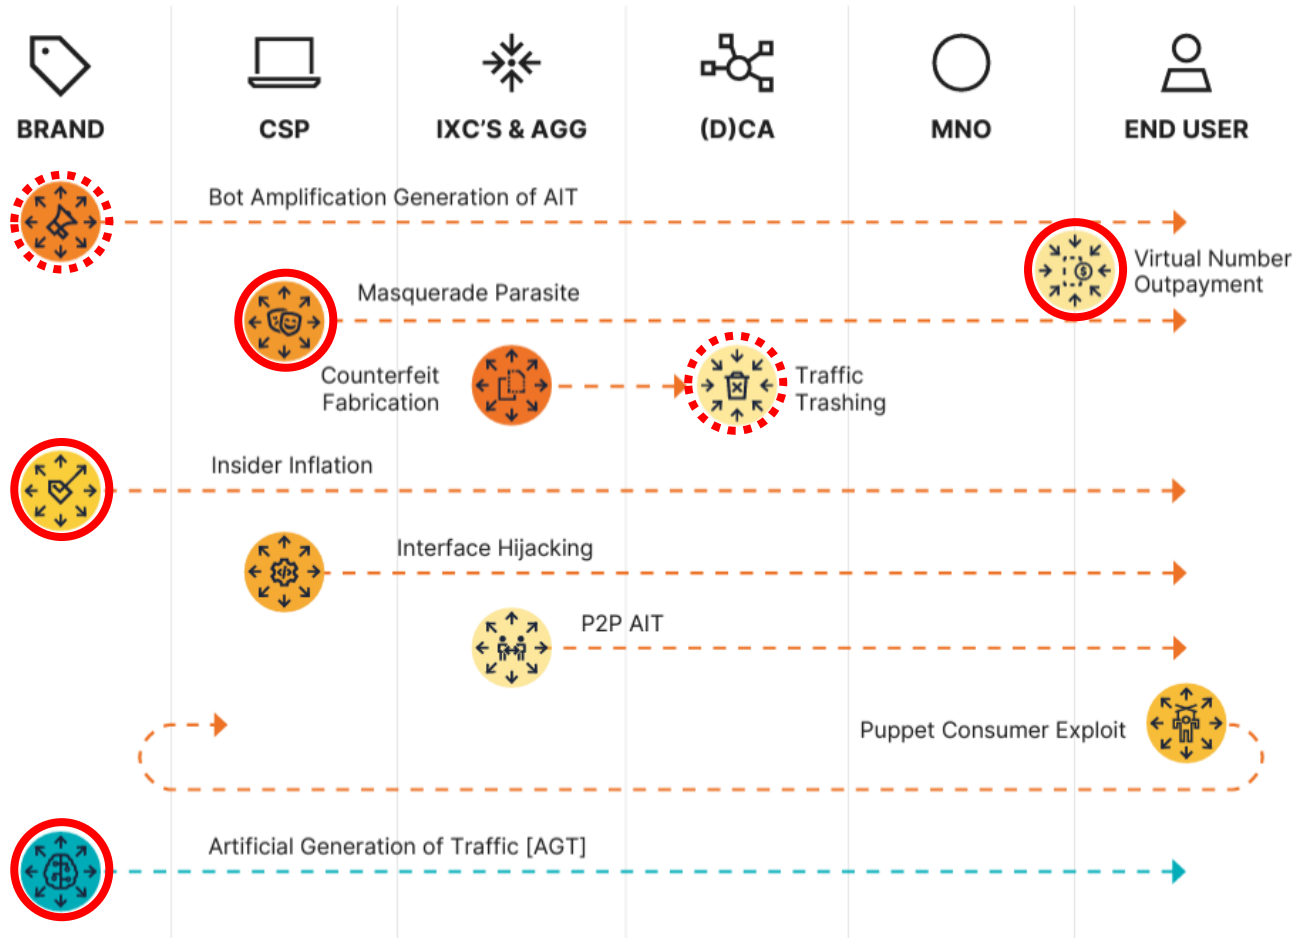 BRAND
CSP
IXC'S & AGG
(D)CA
MNO
END USER
Bot Amplification Generation of AIT
Virtual Number
Outpayment
Masquerade Parasite
Counterfeit
Fabrication
Traffic
Trashing
Insider Inflation
Interface Hijacking
P2P AIT
Puppet Consumer Exploit
Artificial Generation of Traffic [AGT]